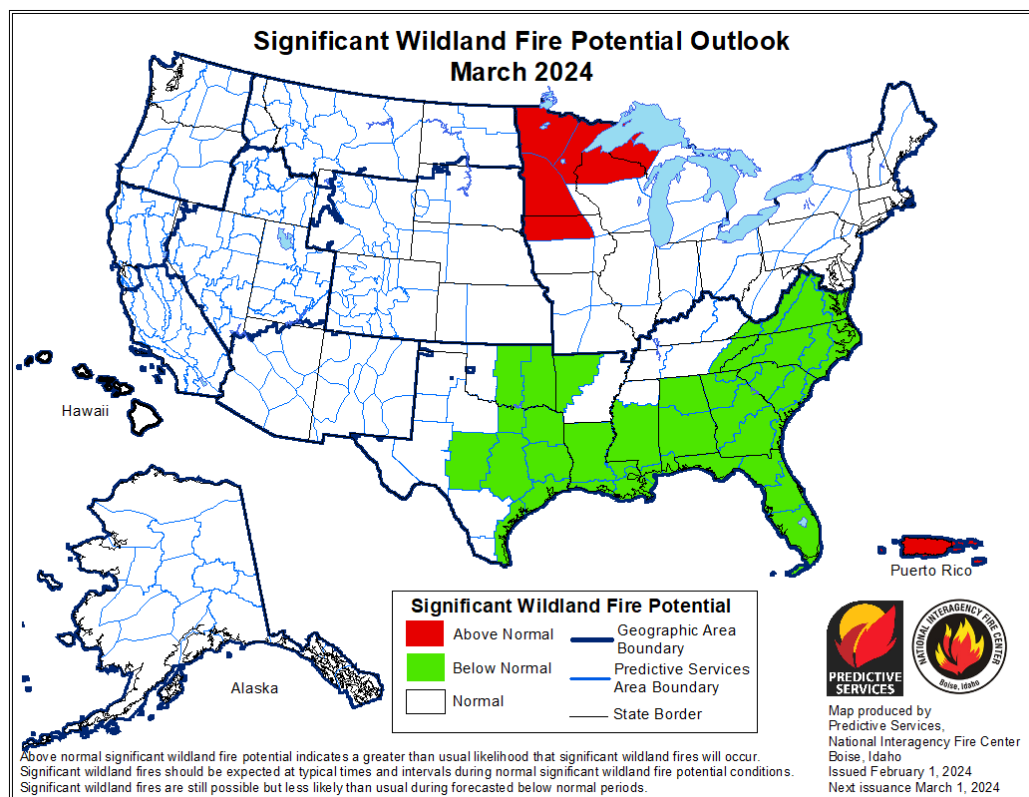 Significant Wildland Fire Potential Outlook
March 2024
Hawaii
Alaska
Puerto Rico
Significant Wildland Fire Potential
Above Normal
Below Normal
Normal
Geographic Area
Boundary
Predictive Services
Area Boundary
State Border
PREDICTIVE
SERVICES
NATIONAL INTERAGENCY FIRE CENTER
Boise, Idaho
Map produced by
Predictive Services,
National Interagency Fire Center
Boise, Idaho
Issued February 1, 2024
Next issuance March 1, 2024
Above normal significant wildland fire potential indicates a greater than usual likelihood that significant wildland fires will occur.
Significant wildland fires should be expected at typical times and intervals during normal significant wildland fire potential conditions.
Significant wildland fires are still possible but less likely than usual during forecasted below normal periods.